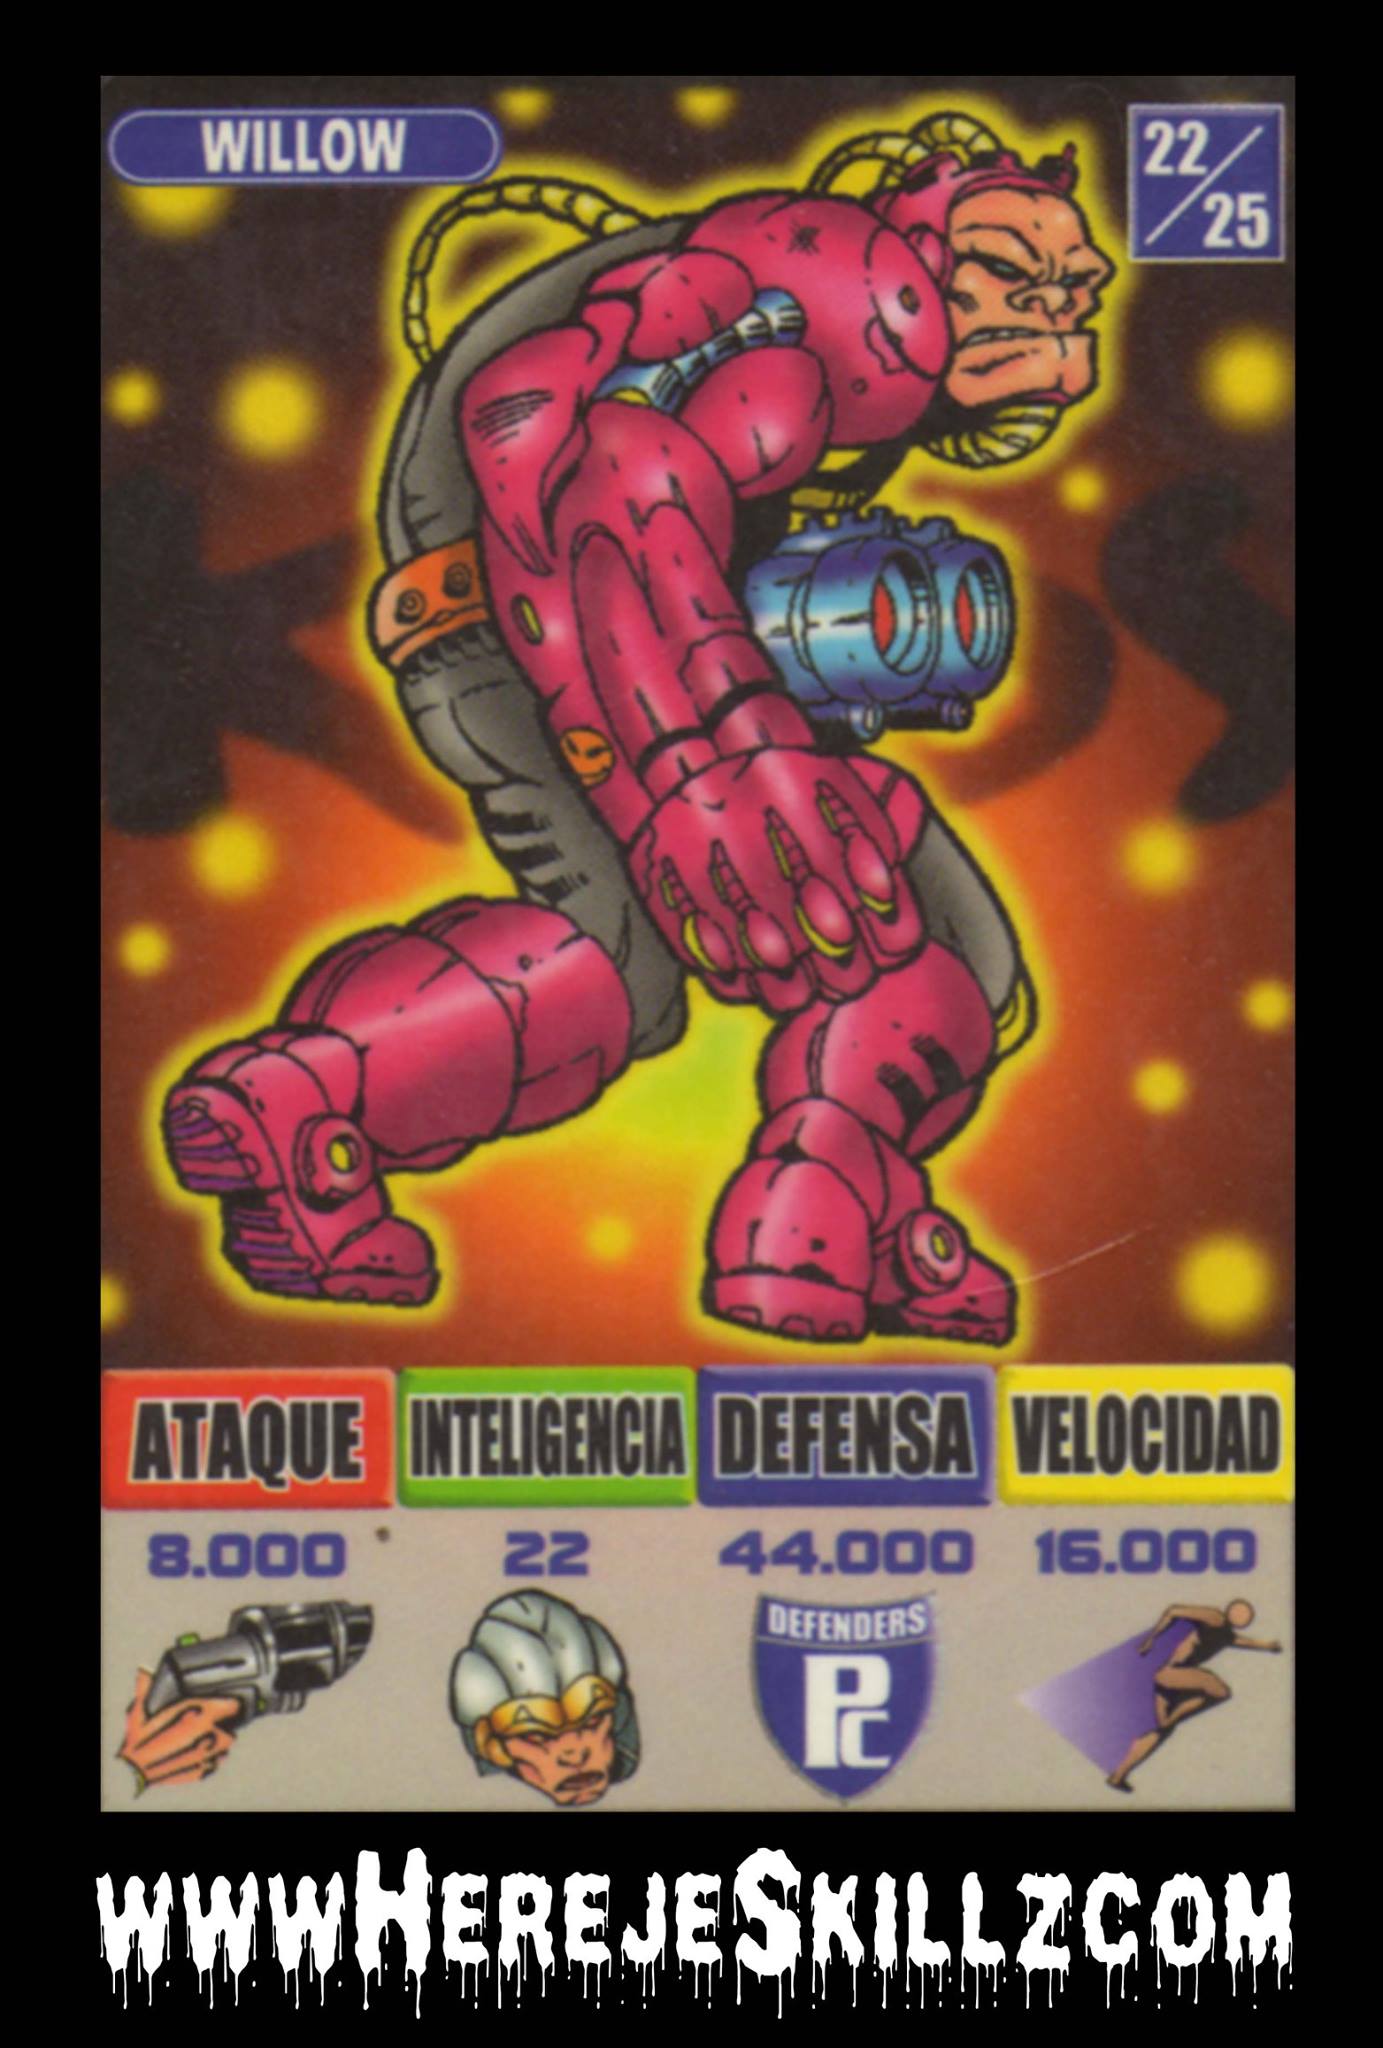 WILLOW
22/25
ATAQUE INTELIGENCIA DEFENSA VELOCIDAD
8.000 22 44.000 16.000
DEFENDERS
PC
wwwHerejeSkillzcom